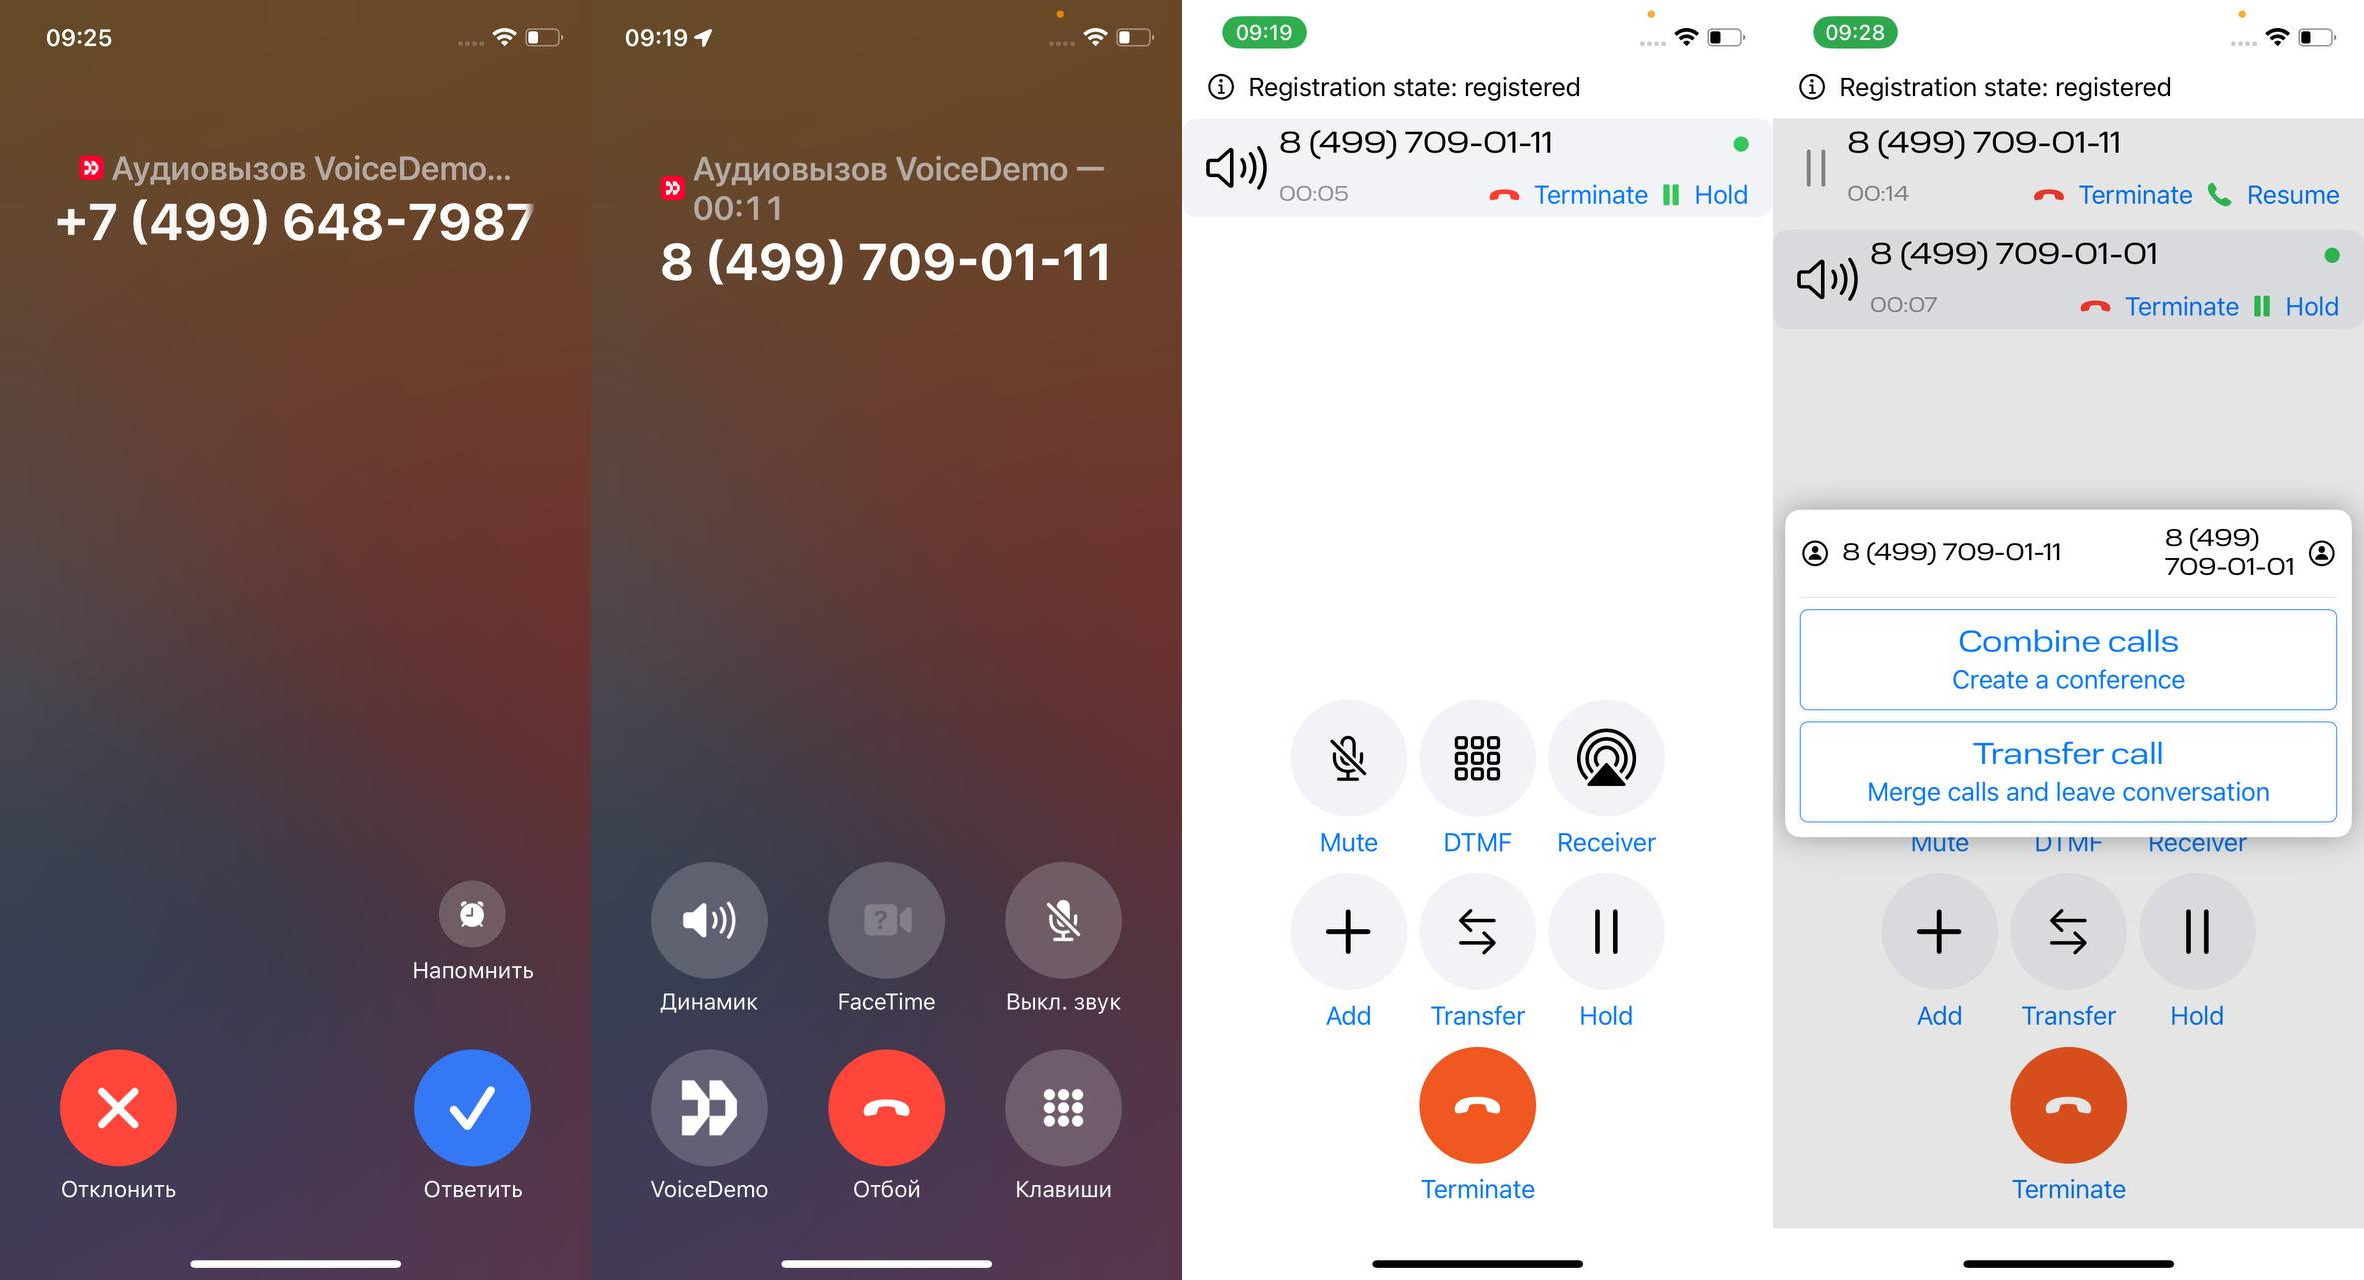 09:25
Аудиовызов VoiceDemo...
+7 (499) 648-7987
Напомнить
Отклонить
Ответить
09:19
Аудиовызов VoiceDemo —
00:11
8 (499) 709-01-11
Динамик
FaceTime
Выкл. звук
VoiceDemo
Отбой
Клавиши
09:19
Registration state: registered
8 (499) 709-01-11
00:05
Terminate
Hold
Mute
DTMF
Receiver
Add
Transfer
Hold
Terminate
09:28
Registration state: registered
8 (499) 709-01-11
00:14
Terminate
Resume
8 (499) 709-01-01
00:07
Terminate
Hold
8 (499) 709-01-11
8 (499)
709-01-01
Combine calls
Create a conference
Transfer call
Merge calls and leave conversation
Mute
DTMF
Receiver
Add
Transfer
Hold
Terminate